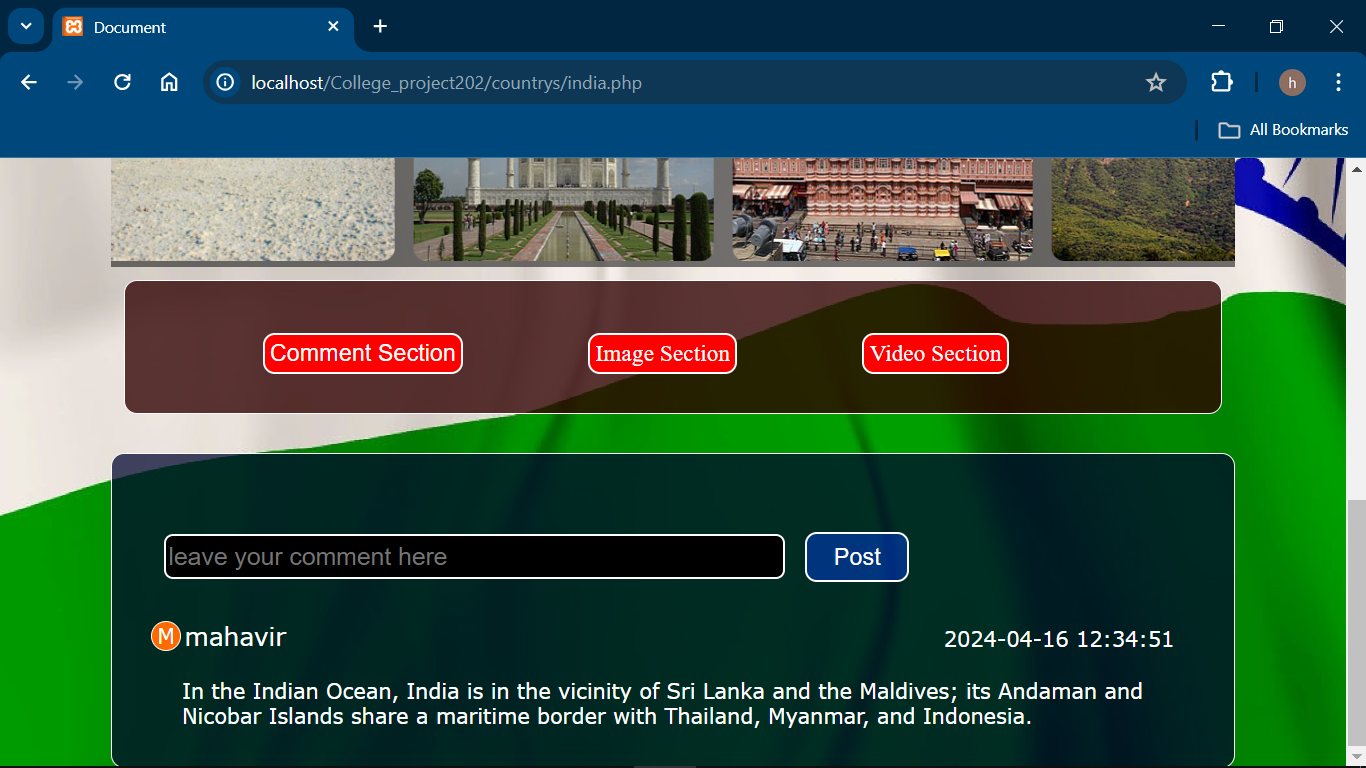 Document
localhost/College_project202/countrys/india.php
h
All Bookmarks
Comment Section
Image Section
Video Section
leave your comment here
Post
M mahavir
2024-04-16 12:34:51
In the Indian Ocean, India is in the vicinity of Sri Lanka and the Maldives; its Andaman and
Nicobar Islands share a maritime border with Thailand, Myanmar, and Indonesia.